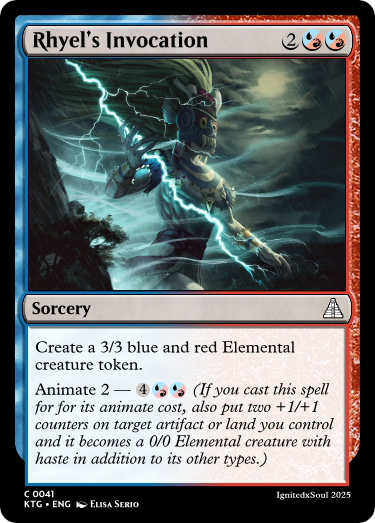 Rhyel's Invocation 2
Sorcery
Create a 3/3 blue and red Elemental
creature token.
Animate 2 — 4 (If you cast this spell
for for its animate cost, also put two +1/+1
counters on target artifact or land you control
and it becomes a 0/0 Elemental creature with
haste in addition to its other types.)
C 0041
KTG • ENG Elisa Serio
IgnitedxSoul 2025